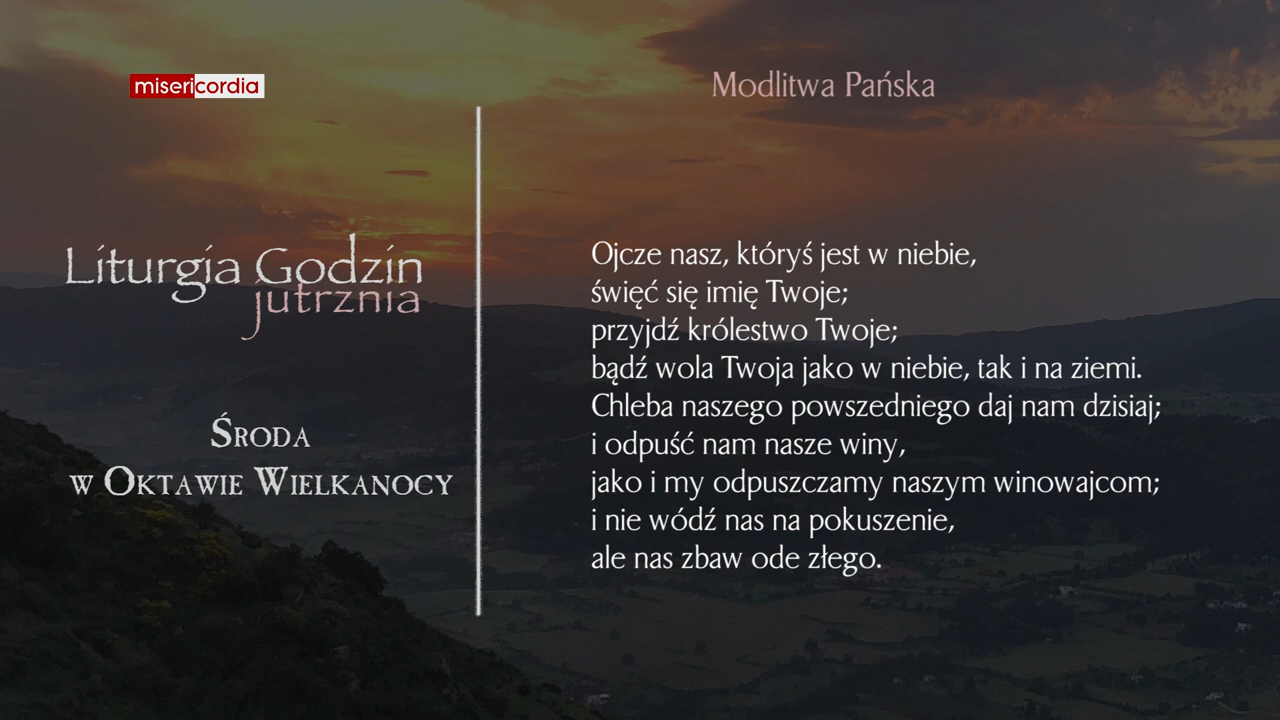 misericordia
Liturgia Godzin
jutrznia
Środa
w Oktawie Wielkanocy
Modlitwa Pańska
Ojcze nasz, któryś jest w niebie,
święć się imię Twoje;
przyjdź królestwo Twoje;
bądź wola Twoja jako w niebie, tak i na ziemi.
Chleba naszego powszedniego daj nam dzisiaj;
i odpuść nam nasze winy,
jako i my odpuszczamy naszym winowajcom;
i nie wódź nas na pokuszenie,
ale nas zbaw ode złego.